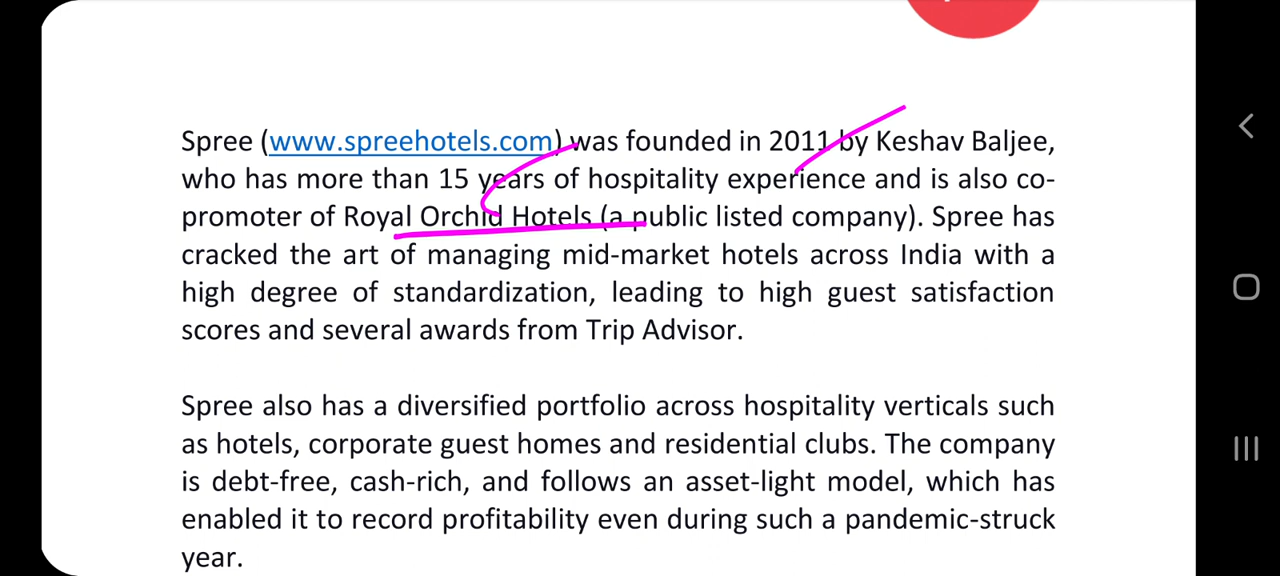 Spree (www.spreehotels.com) was founded in 2011 by Keshav Baljee,
who has more than 15 years of hospitality experience and is also co-
promoter of Royal Orchid Hotels (a public listed company). Spree has
cracked the art of managing mid-market hotels across India with a
high degree of standardization, leading to high guest satisfaction
scores and several awards from Trip Advisor.
Spree also has a diversified portfolio across hospitality verticals such
as hotels, corporate guest homes and residential clubs. The company
is debt-free, cash-rich, and follows an asset-light model, which has
enabled it to record profitability even during such a pandemic-struck
year.